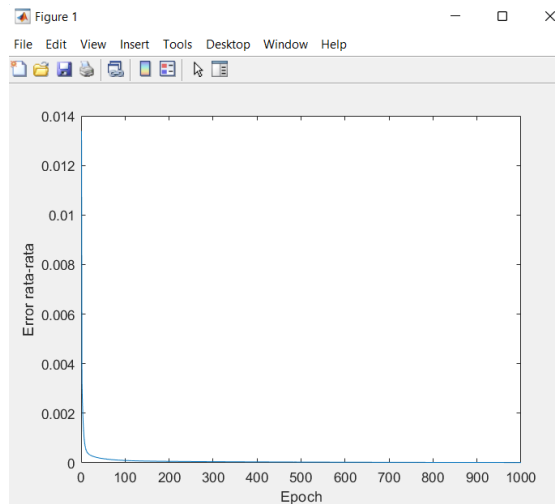 Figure 1
File Edit View Insert Tools Desktop Window Help
0.014
0.012
0.01
0.008
0.006
0.004
0.002
0
Error rata-rata
0 100 200 300 400 500 600 700 800 900 1000
Epoch